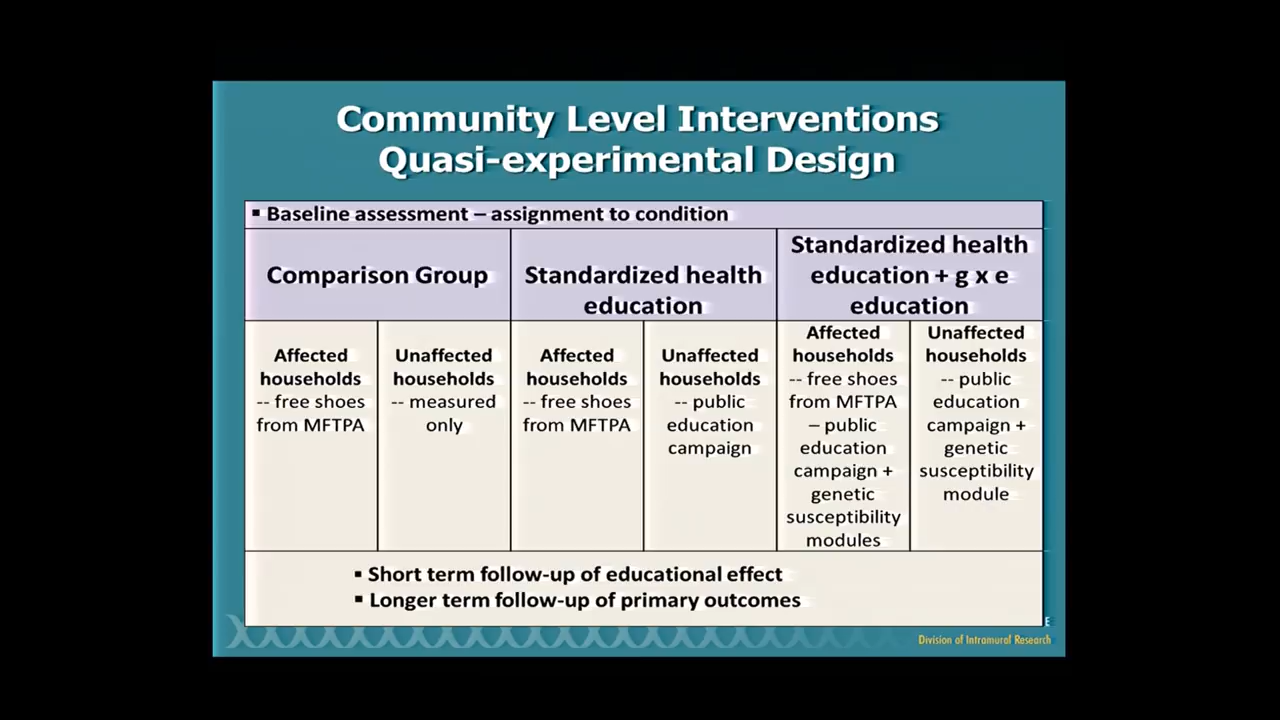 Community Level Interventions
Quasi-experimental Design
▪ Baseline assessment – assignment to condition
Comparison Group
Standardized health
education
Standardized health
education + g x e
education
Affected
households
-- free shoes
from MFTPA
Unaffected
households
-- measured
only
Affected
households
-- free shoes
from MFTPA
Unaffected
households
-- public
education
campaign
Affected
households
-- free shoes
from MFTPA
– public
education
campaign +
genetic
susceptibility
modules
Unaffected
households
-- public
education
campaign +
genetic
susceptibility
module
▪ Short term follow-up of educational effect
▪ Longer term follow-up of primary outcomes
E
Division of Intramural Research